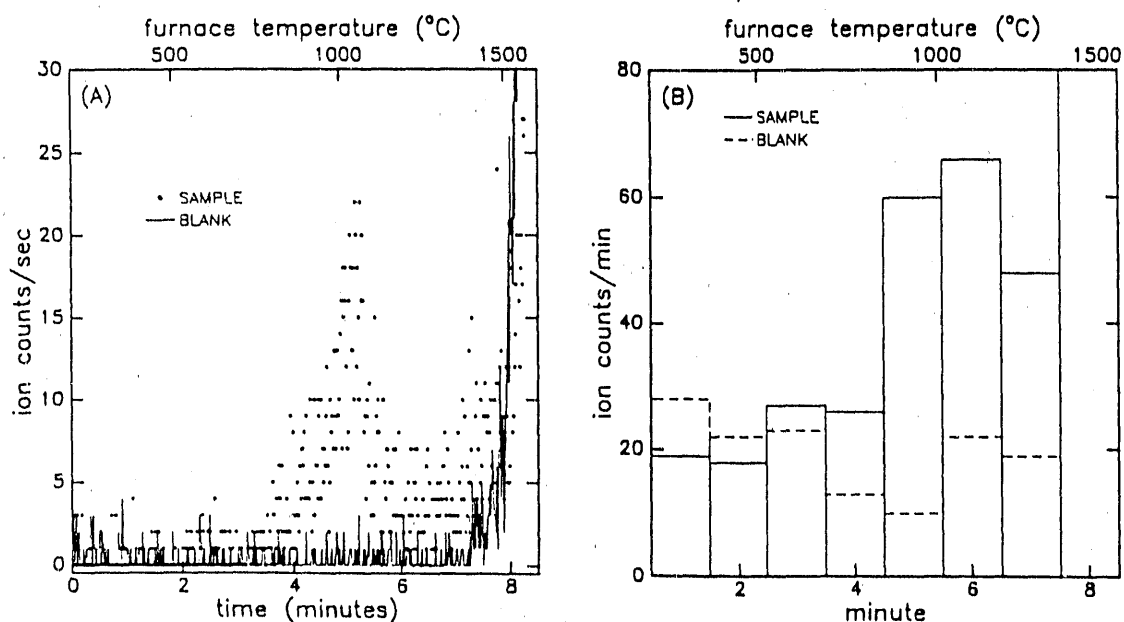 furnace temperature (°C)
500 1000 1500
30
25
20
15
10
5
0
ion counts/sec
(A)
SAMPLE
BLANK
0 2 4 6 8
time (minutes)
furnace temperature (°C)
500 1000 1500
80
60
40
20
0
ion counts/min
(B)
SAMPLE
BLANK
2 4 6 8
minute